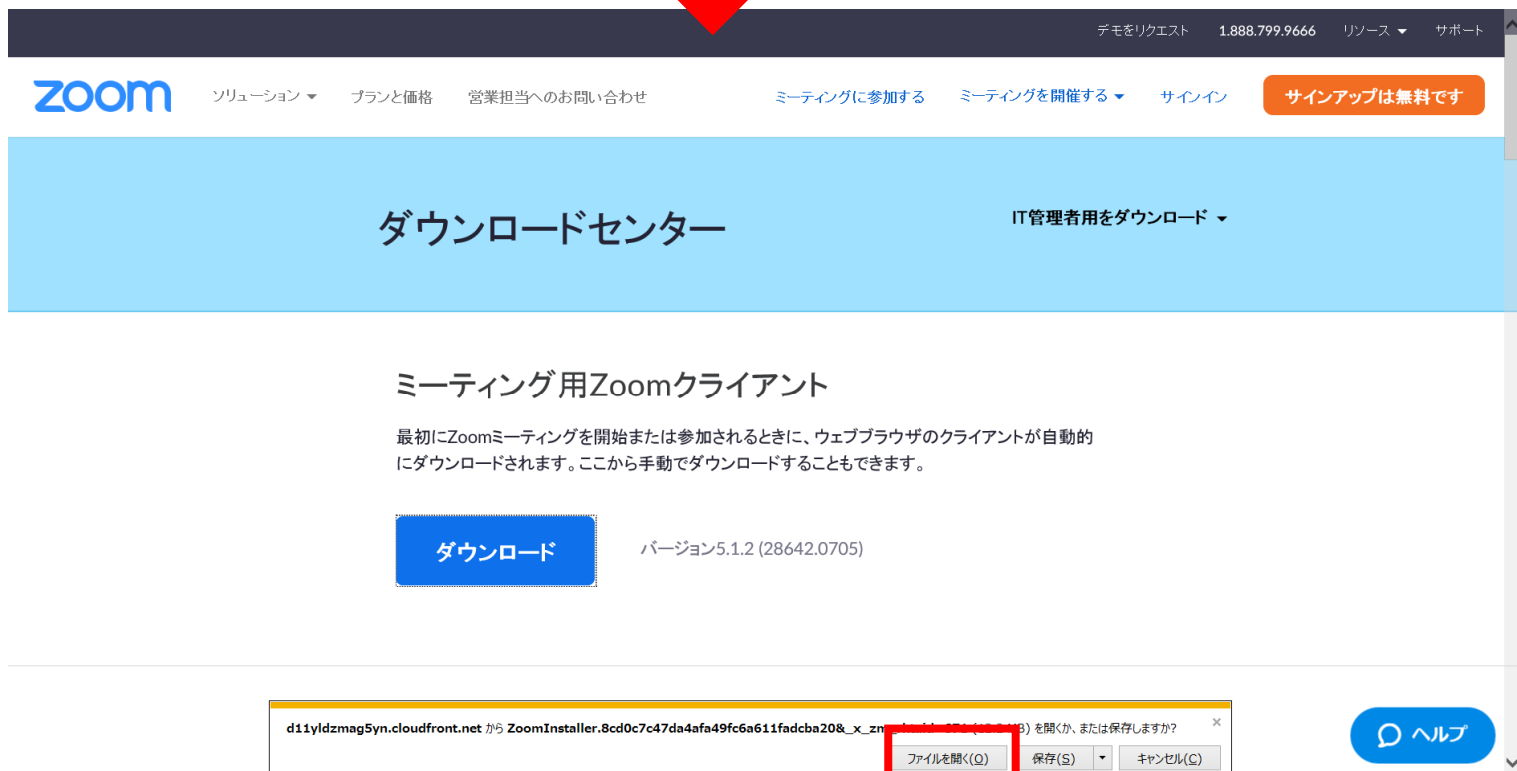 デモをリクエスト 1.888.799.9666 リソース サポート
zoom ソリューション プランと価格 営業担当へのお問い合わせ ミーティングに参加する ミーティングを開催する サインイン サインアップは無料です
ダウンロードセンター
IT管理者用をダウンロード
ミーティング用Zoomクライアント
最初にZoomミーティングを開始または参加されるときに、ウェブブラウザのクライアントが自動的
にダウンロードされます。ここから手動でダウンロードすることもできます。
ダウンロード バージョン5.1.2 (28642.0705)
d11yldzmag5yn.cloudfront.net から ZoomInstaller.8cd0c7c47da4afa49fc6a611fadcba20&_x_zm を開くか、または保存しますか? ×
ファイルを開く(O) 保存(S) キャンセル(C)
ヘルプ